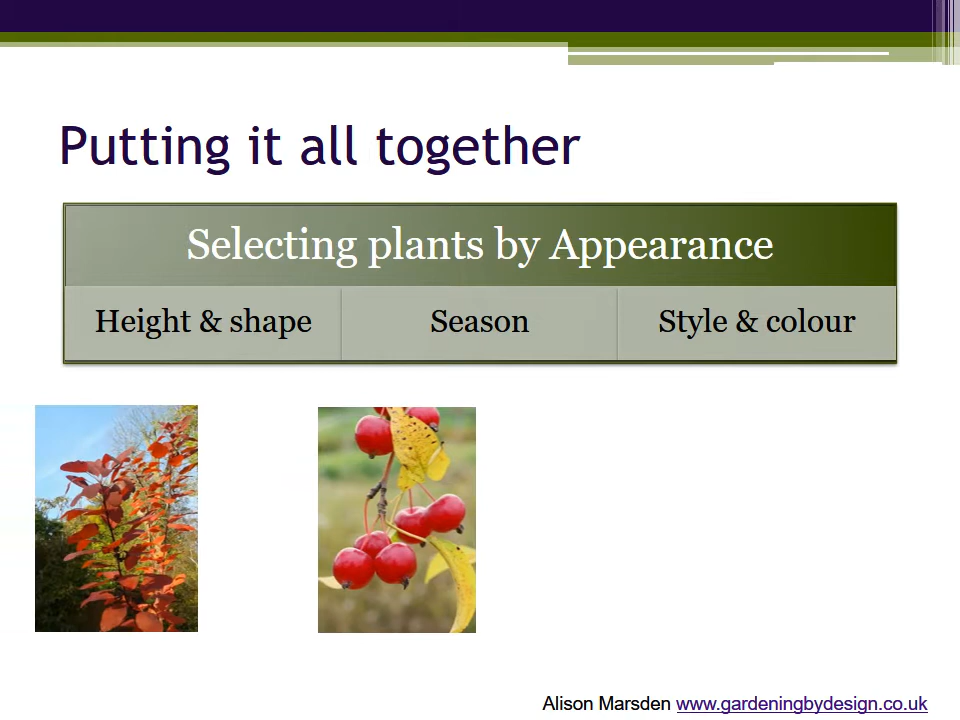 Putting it all together
Selecting plants by Appearance
Height & shape
Season
Style & colour
Alison Marsden www.gardeningbydesign.co.uk